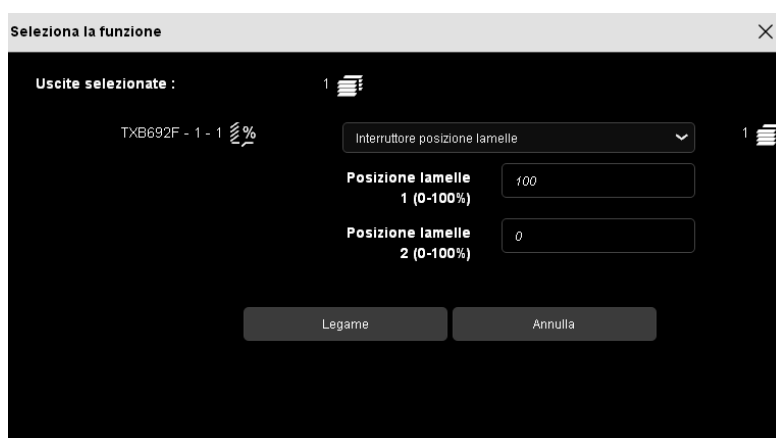 Seleziona la funzione
Uscite selezionate :
1
TXB692F - 1 - 1 %
Interruttore posizione lamelle
1
Posizione lamelle
1 (0-100%)
100
Posizione lamelle
2 (0-100%)
0
Legame
Annulla